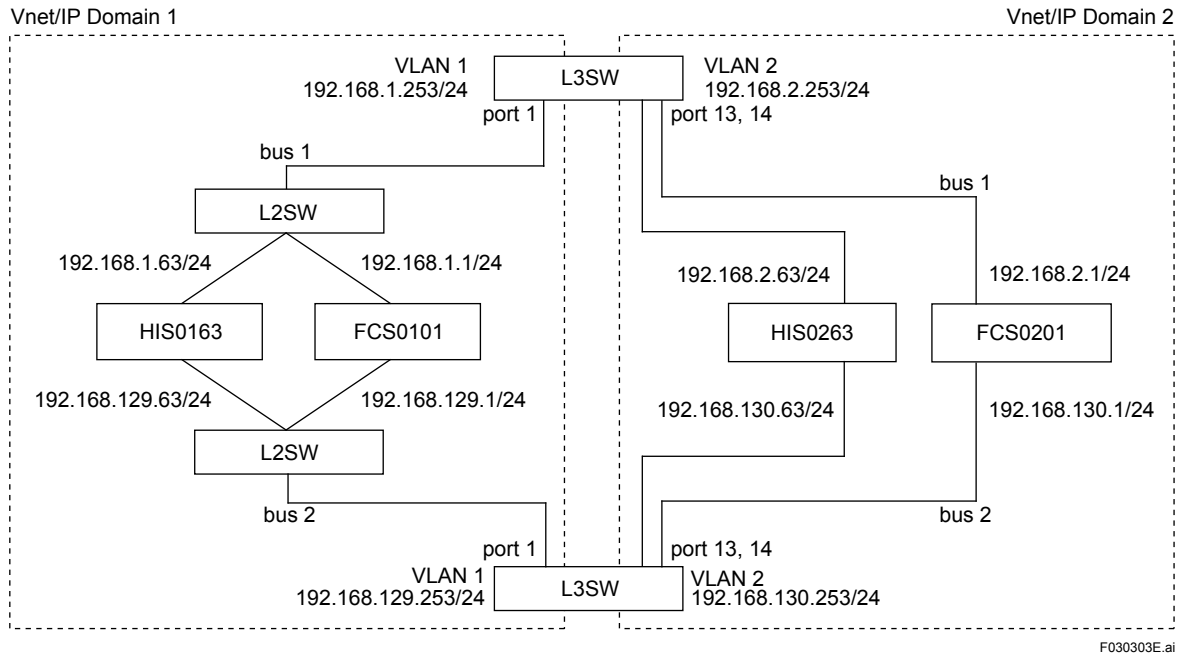 Vnet/IP Domain 1
Vnet/IP Domain 2
VLAN 1
192.168.1.253/24
L3SW
VLAN 2
192.168.2.253/24
port 1
port 13, 14
bus 1
bus 1
L2SW
192.168.1.63/24
192.168.1.1/24
192.168.2.63/24
192.168.2.1/24
HIS0163
FCS0101
HIS0263
FCS0201
192.168.129.63/24
192.168.129.1/24
192.168.130.63/24
192.168.130.1/24
L2SW
bus 2
bus 2
port 1
port 13, 14
VLAN 1
192.168.129.253/24
L3SW
VLAN 2
192.168.130.253/24
F030303E.ai